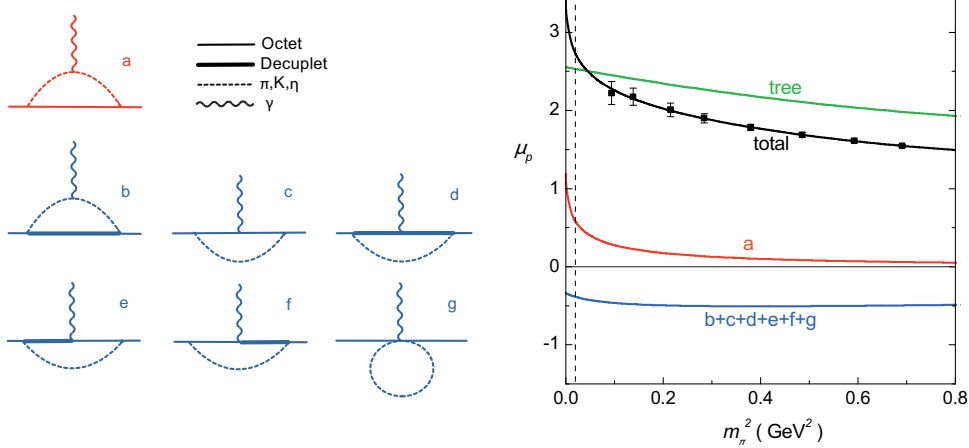 a
Octet
Decuplet
π,K,η
γ
b
c
d
e
f
g
3
2
1
0
-1
μp
tree
total
a
b+c+d+e+f+g
0.0
0.2
0.4
0.6
0.8
mπ² ( GeV² )